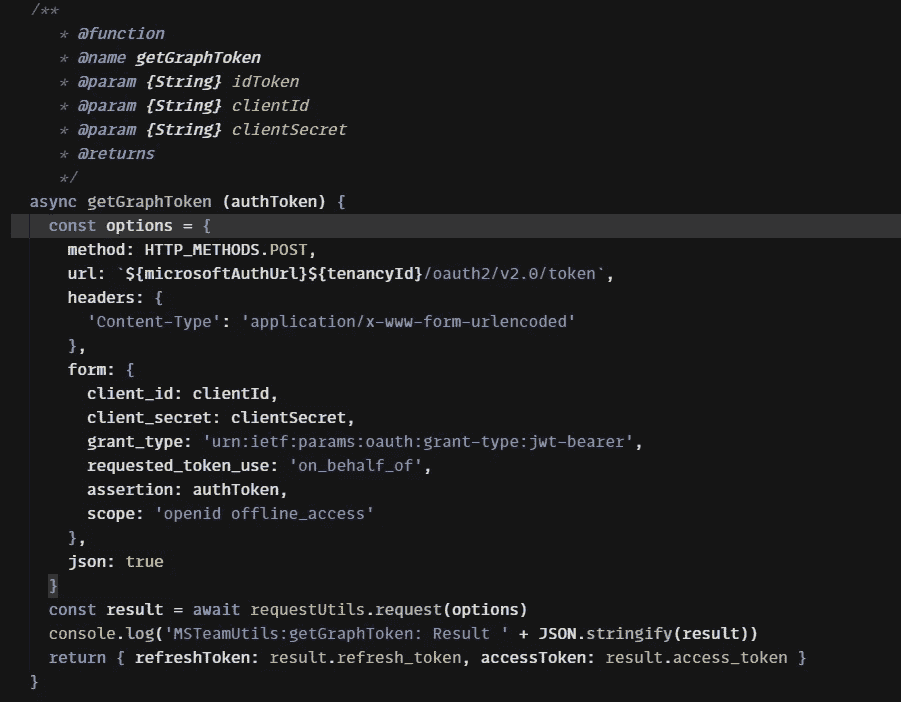 /**
* @function
* @name getGraphToken
* @param {String} idToken
* @param {String} clientId
* @param {String} clientSecret
* @returns
*/
async getGraphToken (authToken) {
const options = {
method: HTTP_METHODS.POST,
url: `${microsoftAuthUrl}${tenancyId}/oauth2/v2.0/token`,
headers: {
'Content-Type': 'application/x-www-form-urlencoded'
},
form: {
client_id: clientId,
client_secret: clientSecret,
grant_type: 'urn:ietf:params:oauth:grant-type:jwt-bearer',
requested_token_use: 'on_behalf_of',
assertion: authToken,
scope: 'openid offline_access'
},
json: true
}
const result = await requestUtils.request(options)
console.log('MSTeamUtils:getGraphToken: Result ' + JSON.stringify(result))
return { refreshToken: result.refresh_token, accessToken: result.access_token }
}